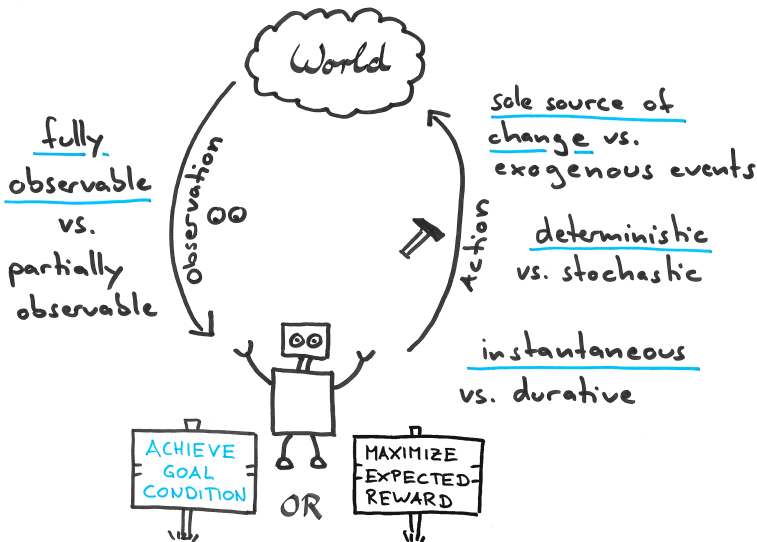 World
fully
observable
vs.
partially
observable
Observation
Action
sole source of
change vs.
exogenous events
deterministic
vs. stochastic
instantaneous
vs. durative
ACHIEVE
GOAL
CONDITION
OR
MAXIMIZE
EXPECTED
REWARD